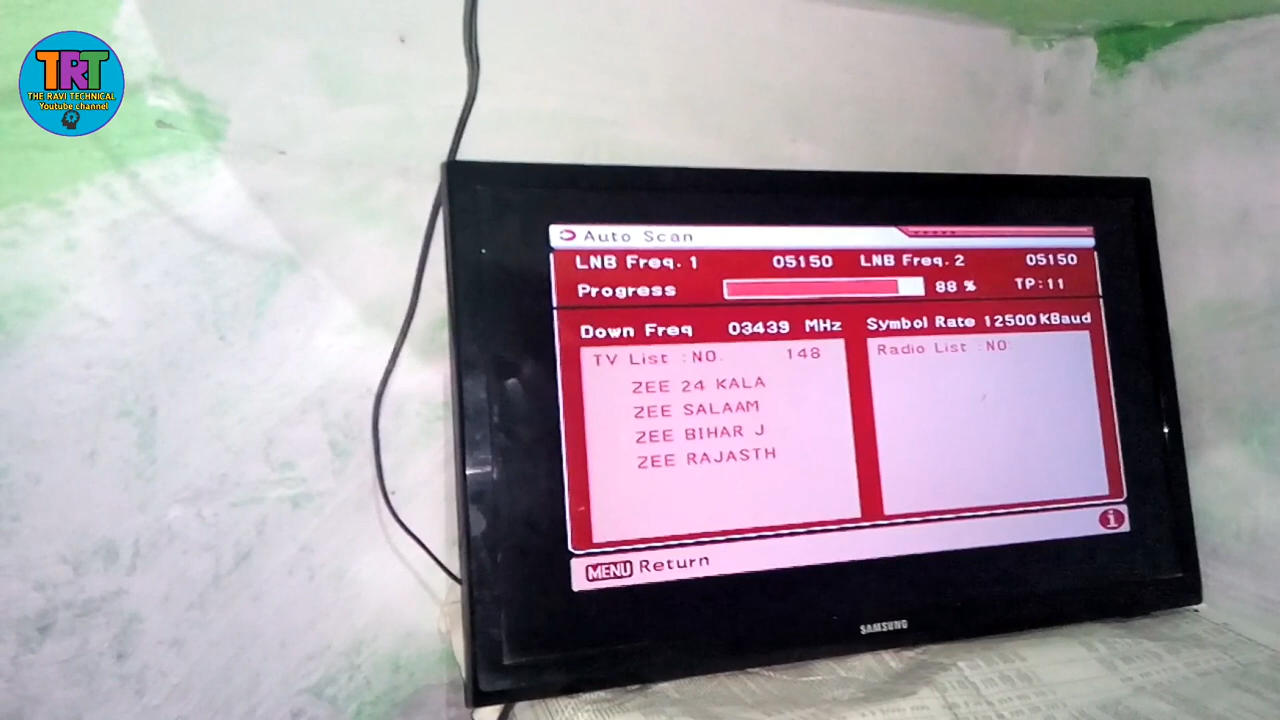 TRT
THE RAVI TECHNICAL
Youtube channel
Auto Scan
LNB Freq. 1 05150 LNB Freq. 2 05150
Progress 88 % TP:11
Down Freq 03439 MHz Symbol Rate 12500 KBaud
TV List :NO. 148
Radio List :NO:
ZEE 24 KALA
ZEE SALAAM
ZEE BIHAR J
ZEE RAJASTH
MENU Return
i
SAMSUNG